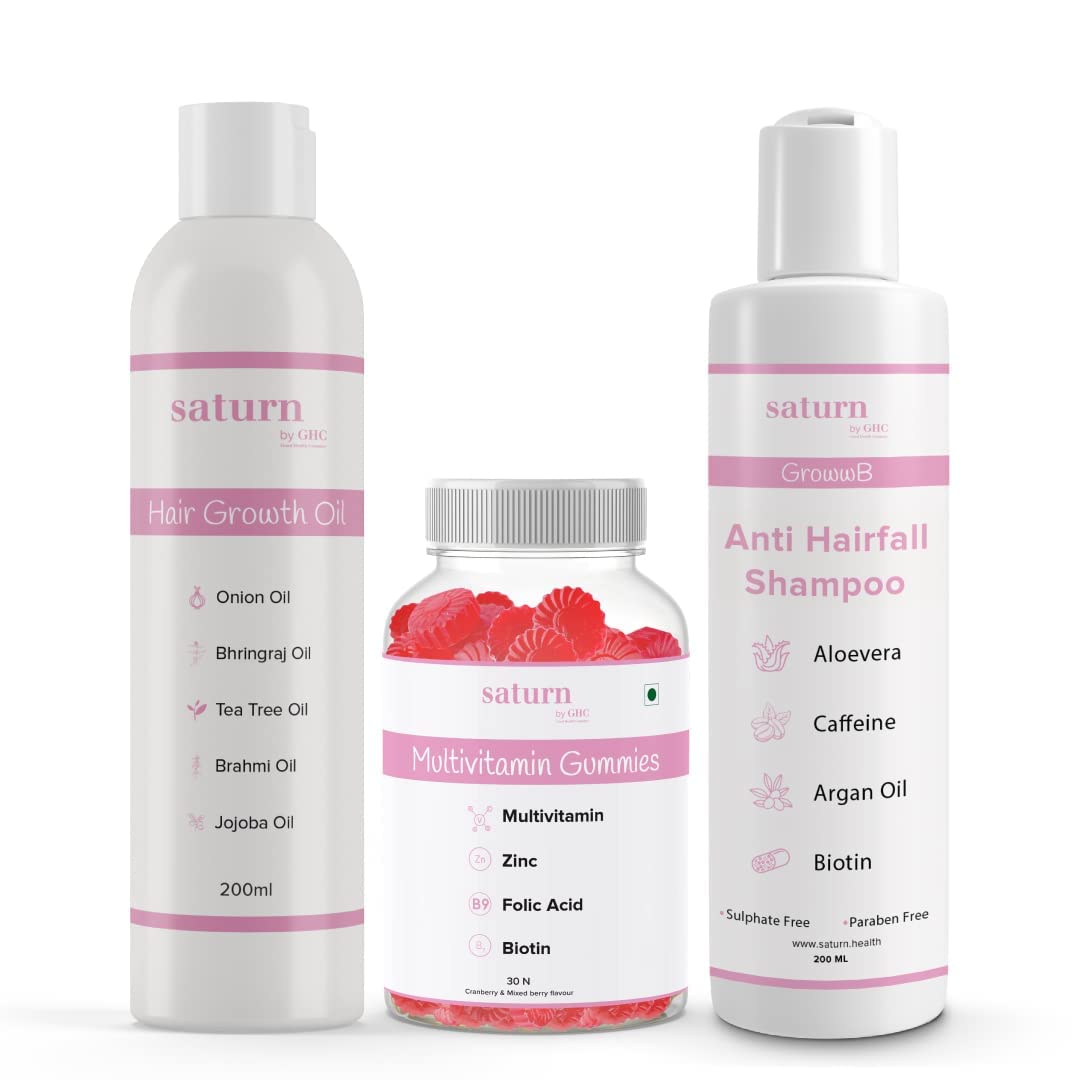 saturn
by GHC
Hair Growth Oil
Onion Oil
Bhringraj Oil
Tea Tree Oil
Brahmi Oil
Jojoba Oil
200ml
saturn
by GHC
Multivitamin Gummies
Multivitamin
Zn
Zinc
B9
Folic Acid
Biotin
30 N
Cranberry & Mixed berry flavour
saturn
by GHC
GrowwB
Anti Hairfall
Shampoo
Aloevera
Caffeine
Argan Oil
Biotin
• Sulphate Free
• Paraben Free
www.saturn.health
200 ML